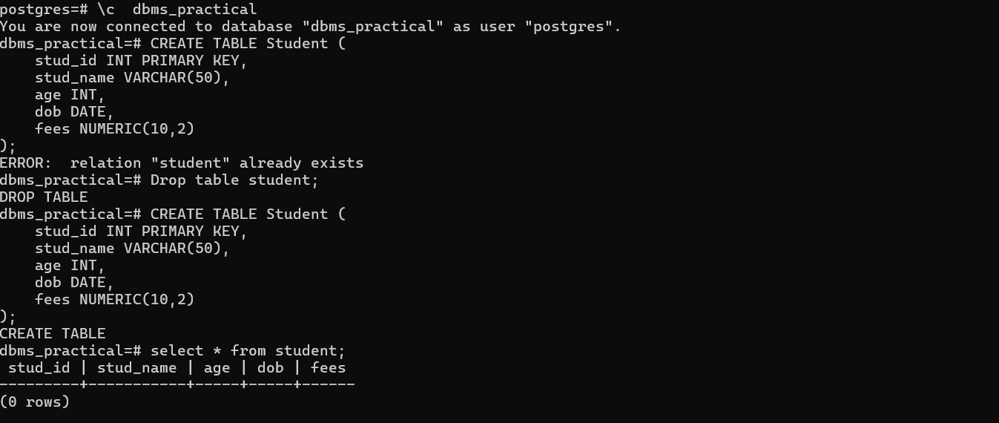 postgres=# \c  dbms_practical
You are now connected to database "dbms_practical" as user "postgres".
dbms_practical=# CREATE TABLE Student (
    stud_id INT PRIMARY KEY,
    stud_name VARCHAR(50),
    age INT,
    dob DATE,
    fees NUMERIC(10,2)
);
ERROR:  relation "student" already exists
dbms_practical=# Drop table student;
DROP TABLE
dbms_practical=# CREATE TABLE Student (
    stud_id INT PRIMARY KEY,
    stud_name VARCHAR(50),
    age INT,
    dob DATE,
    fees NUMERIC(10,2)
);
CREATE TABLE
dbms_practical=# select * from student;
 stud_id | stud_name | age | dob | fees
---------+-----------+-----+-----+------
(0 rows)